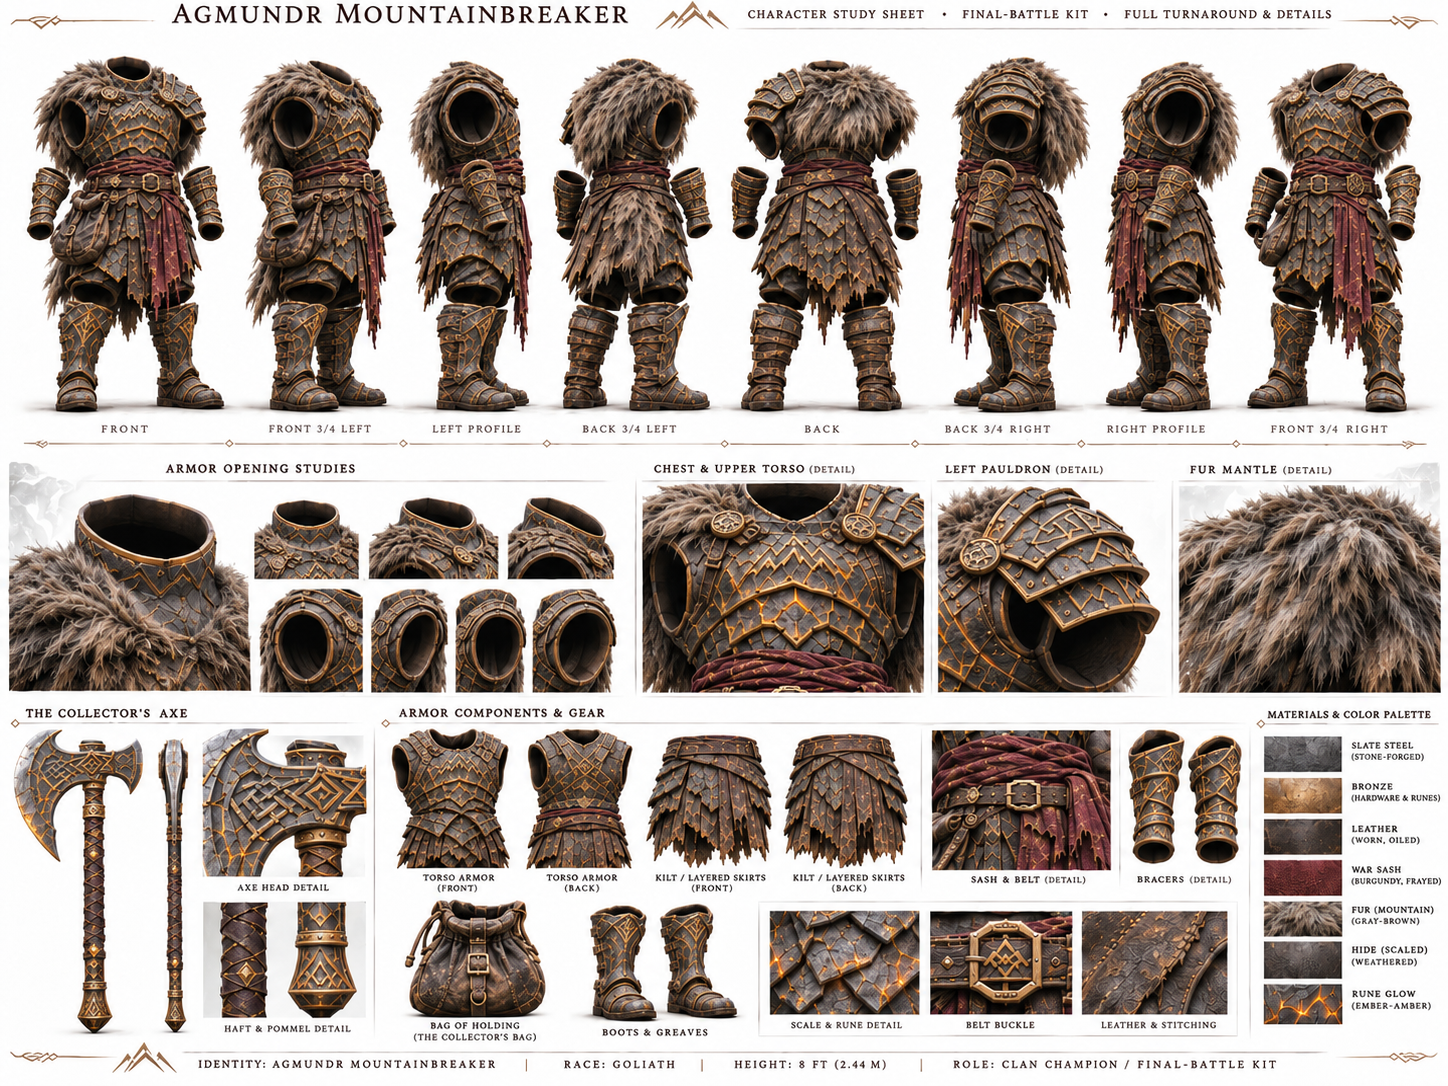 AGMUNDR MOUNTAINBREAKER
CHARACTER STUDY SHEET • FINAL-BATTLE KIT • FULL TURNAROUND & DETAILS
FRONT
FRONT 3/4 LEFT
LEFT PROFILE
BACK 3/4 LEFT
BACK
BACK 3/4 RIGHT
RIGHT PROFILE
FRONT 3/4 RIGHT
ARMOR OPENING STUDIES
CHEST & UPPER TORSO (DETAIL)
LEFT PAULDRON (DETAIL)
FUR MANTLE (DETAIL)
THE COLLECTOR'S AXE
AXE HEAD DETAIL
HAFT & POMMEL DETAIL
ARMOR COMPONENTS & GEAR
TORSO ARMOR
(FRONT)
TORSO ARMOR
(BACK)
KILT / LAYERED SKIRTS
(FRONT)
KILT / LAYERED SKIRTS
(BACK)
SASH & BELT (DETAIL)
BRACERS (DETAIL)
BAG OF HOLDING
(THE COLLECTOR'S BAG)
BOOTS & GREAVES
SCALE & RUNE DETAIL
BELT BUCKLE
LEATHER & STITCHING
MATERIALS & COLOR PALETTE
SLATE STEEL
(STONE-FORGED)
BRONZE
(HARDWARE & RUNES)
LEATHER
(WORN, OILED)
WAR SASH
(BURGUNDY, FRAYED)
FUR (MOUNTAIN)
(GRAY-BROWN)
HIDE (SCALED)
(WEATHERED)
RUNE GLOW
(EMBER-AMBER)
IDENTITY: AGMUNDR MOUNTAINBREAKER | RACE: GOLIATH | HEIGHT: 8 FT (2.44 M) | ROLE: CLAN CHAMPION / FINAL-BATTLE KIT